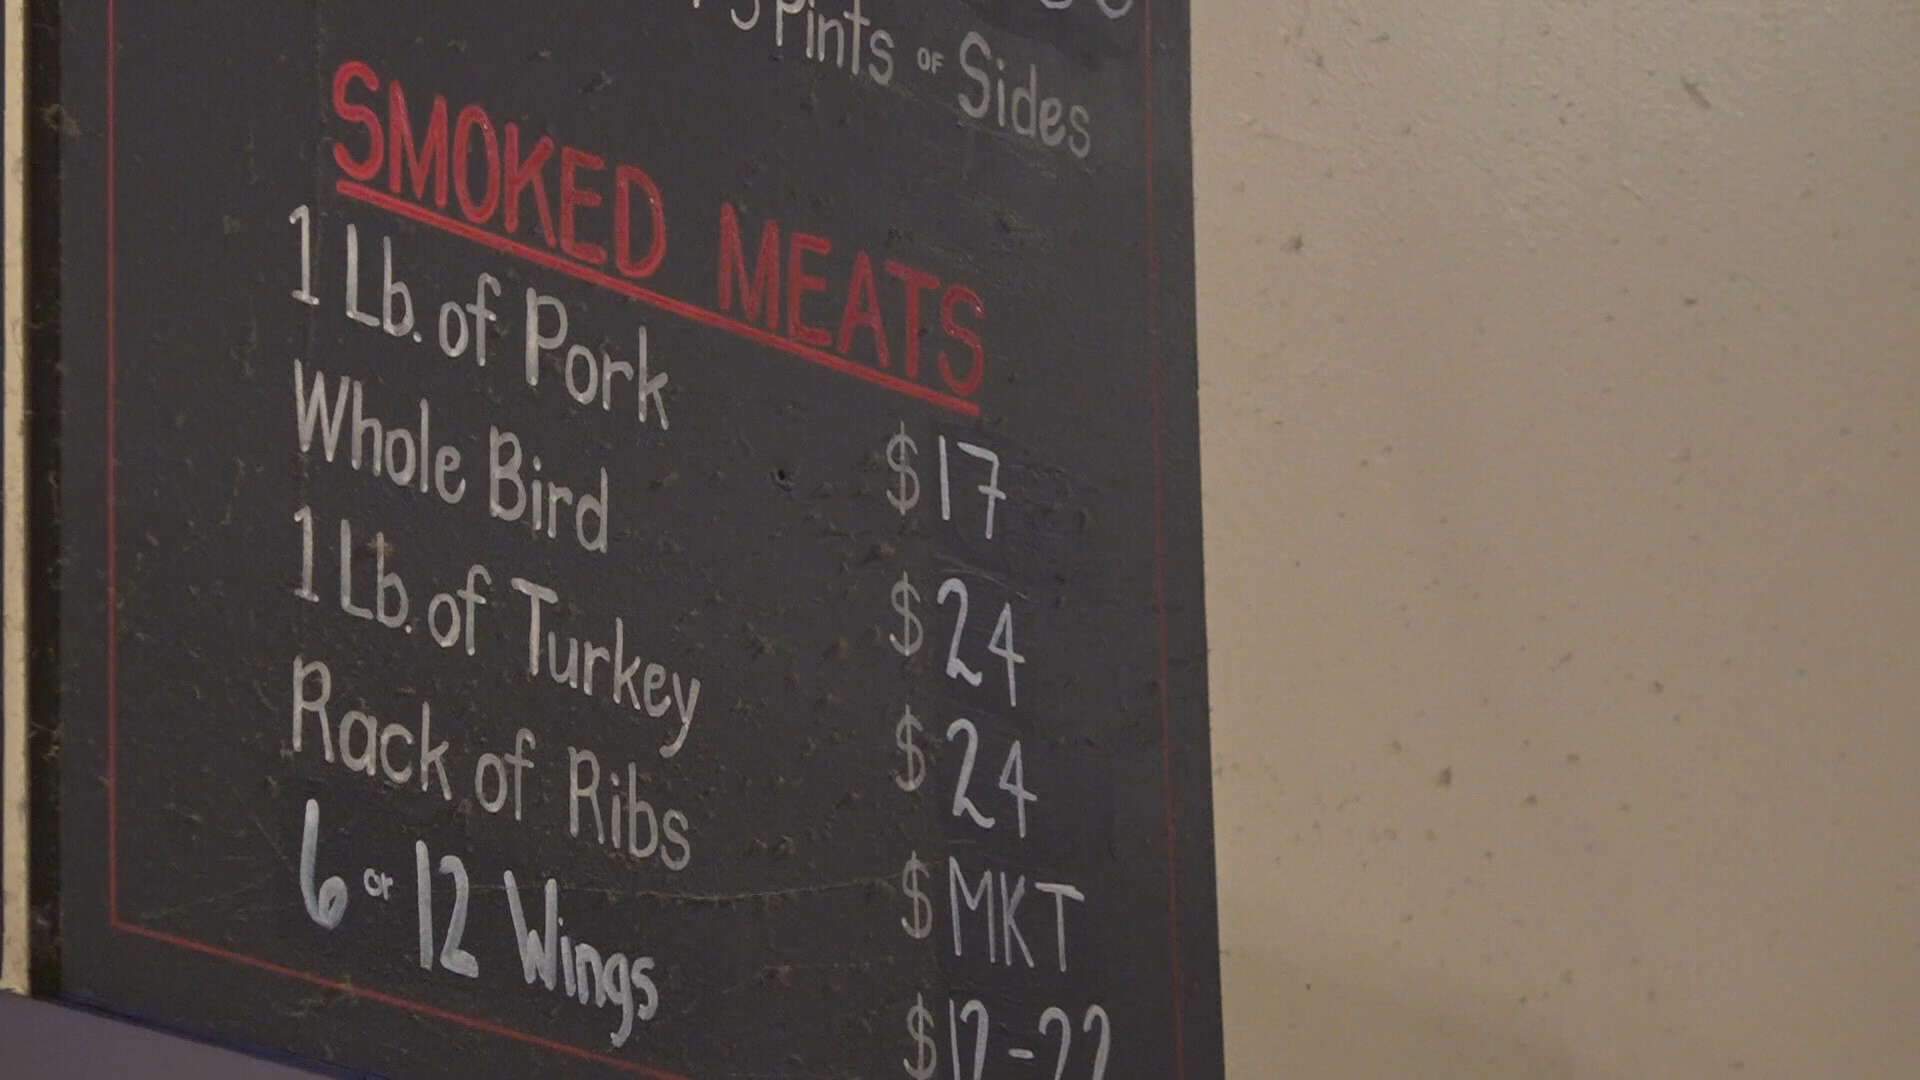 Pints OF Sides
SMOKED MEATS
1 Lb. of Pork $17
Whole Bird $24
1 Lb. of Turkey $24
Rack of Ribs $MKT
6 or 12 Wings